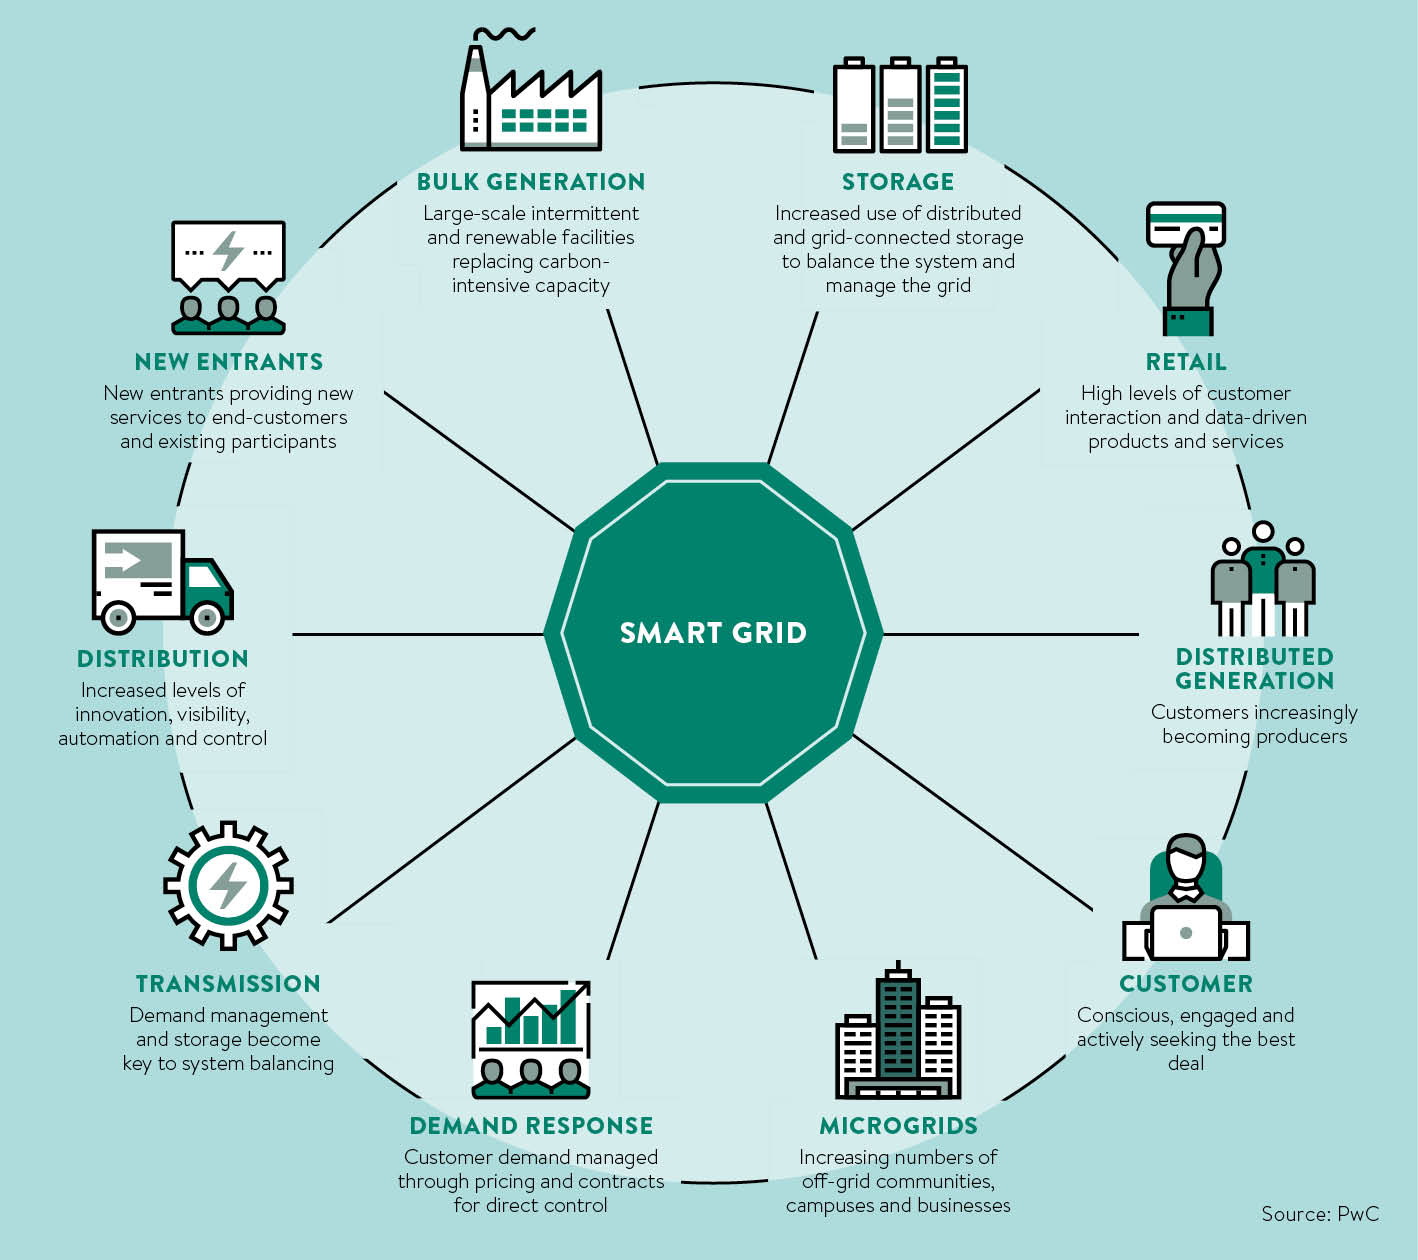 BULK GENERATION
Large-scale intermittent
and renewable facilities
replacing carbon-
intensive capacity
STORAGE
Increased use of distributed
and grid-connected storage
to balance the system and
manage the grid
RETAIL
High levels of customer
interaction and data-driven
products and services
DISTRIBUTED
GENERATION
Customers increasingly
becoming producers
CUSTOMER
Conscious, engaged and
actively seeking the best
deal
MICROGRIDS
Increasing numbers of
off-grid communities,
campuses and businesses
DEMAND RESPONSE
Customer demand managed
through pricing and contracts
for direct control
TRANSMISSION
Demand management
and storage become
key to system balancing
DISTRIBUTION
Increased levels of
innovation, visibility,
automation and control
NEW ENTRANTS
New entrants providing new
services to end-customers
and existing participants
SMART GRID
Source: PwC